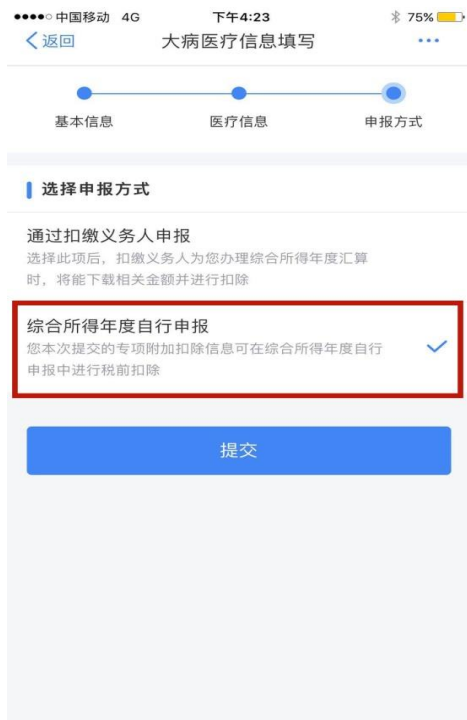 中国移动 4G 下午4:23 75%
返回 大病医疗信息填写
基本信息 医疗信息 申报方式
选择申报方式
通过扣缴义务人申报
选择此项后，扣缴义务人为您办理综合所得年度汇算
时，将能下载相关金额并进行扣除
综合所得年度自行申报
您本次提交的专项附加扣除信息可在综合所得年度自行
申报中进行税前扣除
提交